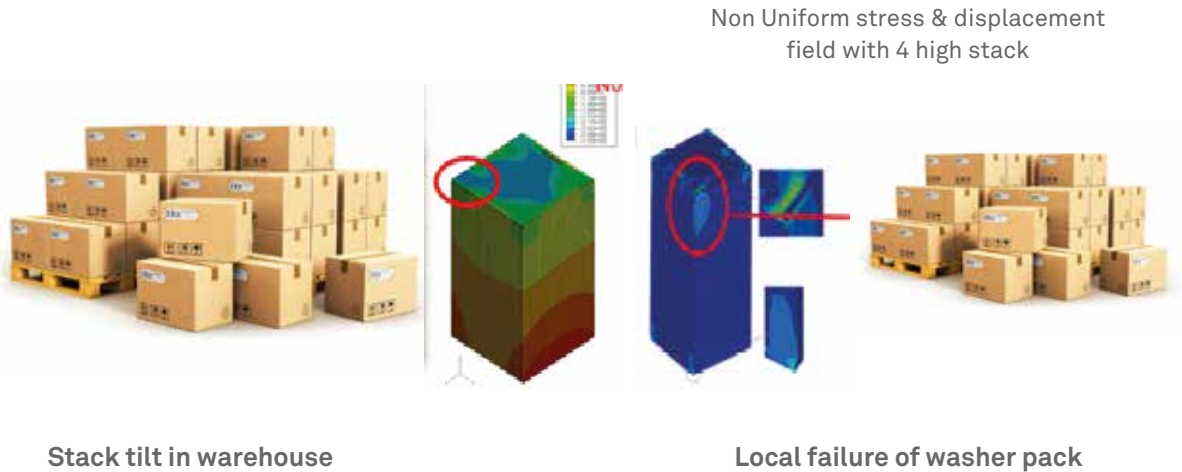 Non Uniform stress & displacement
field with 4 high stack
Stack tilt in warehouse
Local failure of washer pack